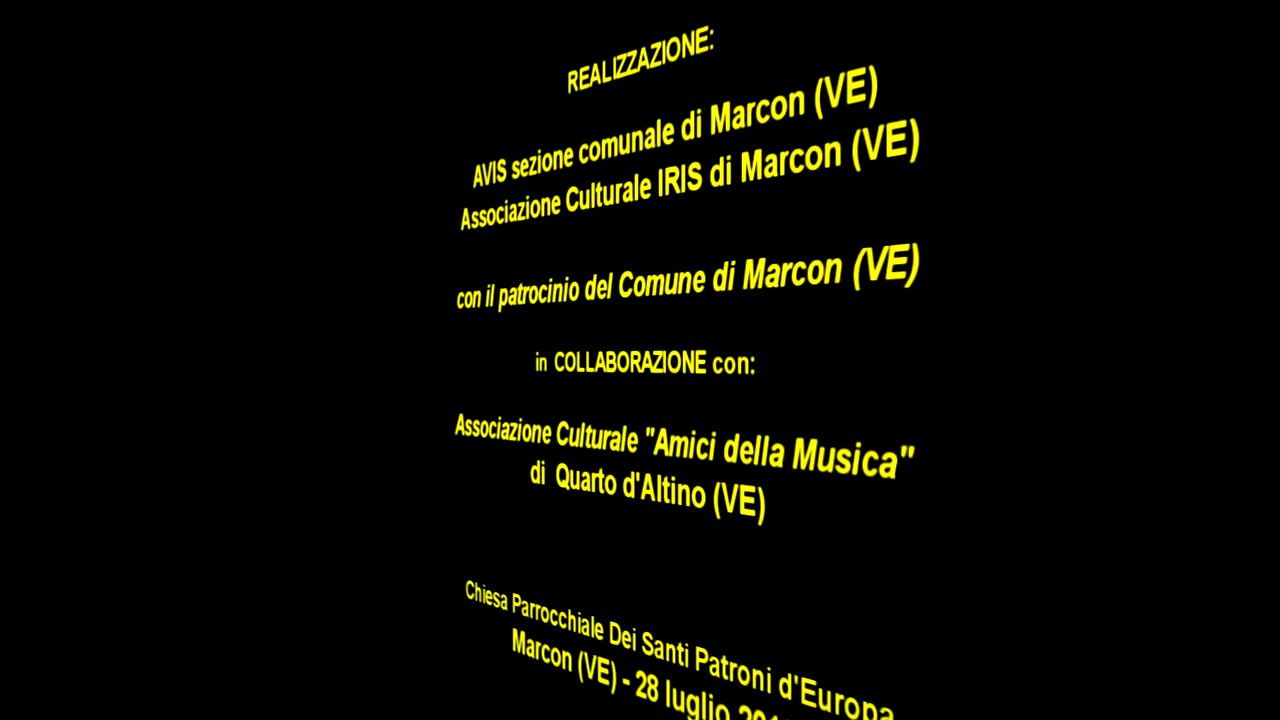 REALIZZAZIONE:
AVIS sezione comunale di Marcon (VE)
Associazione Culturale IRIS di Marcon (VE)
con il patrocinio del Comune di Marcon (VE)
in COLLABORAZIONE con:
Associazione Culturale "Amici della Musica"
di Quarto d'Altino (VE)
Chiesa Parrocchiale Dei Santi Patroni d'Europa
Marcon (VE) - 28 luglio